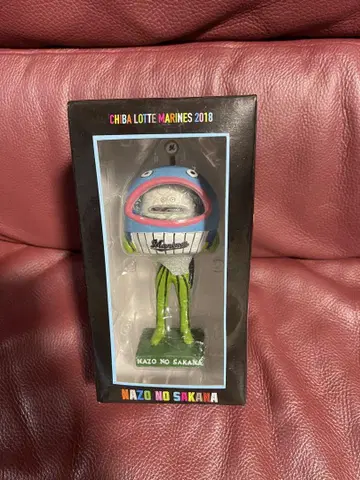 CHIBA LOTTE MARINES 2018
Marines
NAZO NO SAKANA
NAZO NO SAKANA